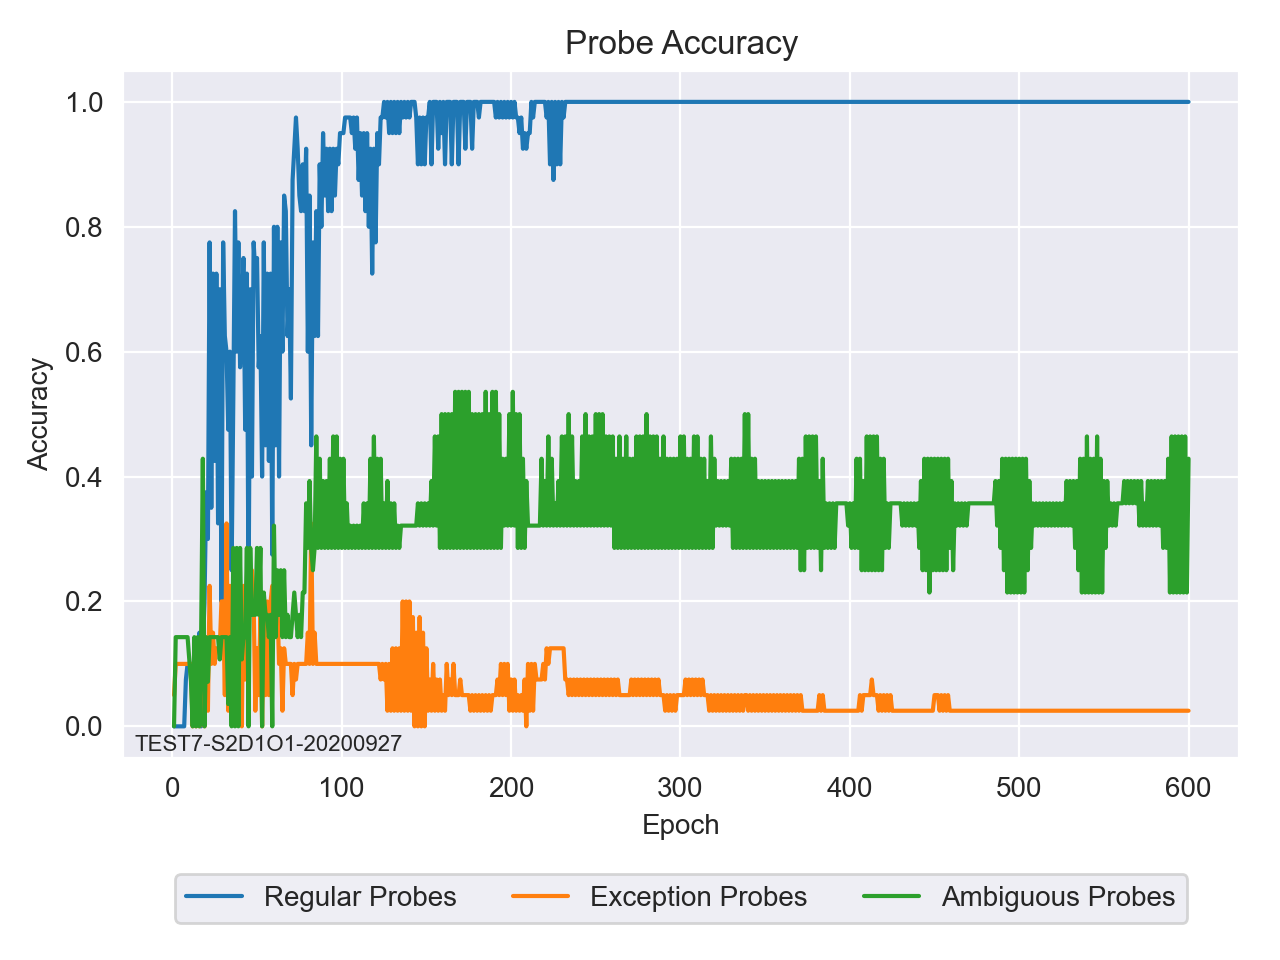 Probe Accuracy
Accuracy
1.0
0.8
0.6
0.4
0.2
0.0
TEST7-S2D1O1-20200927
0 100 200 300 400 500 600
Epoch
Regular Probes Exception Probes Ambiguous Probes